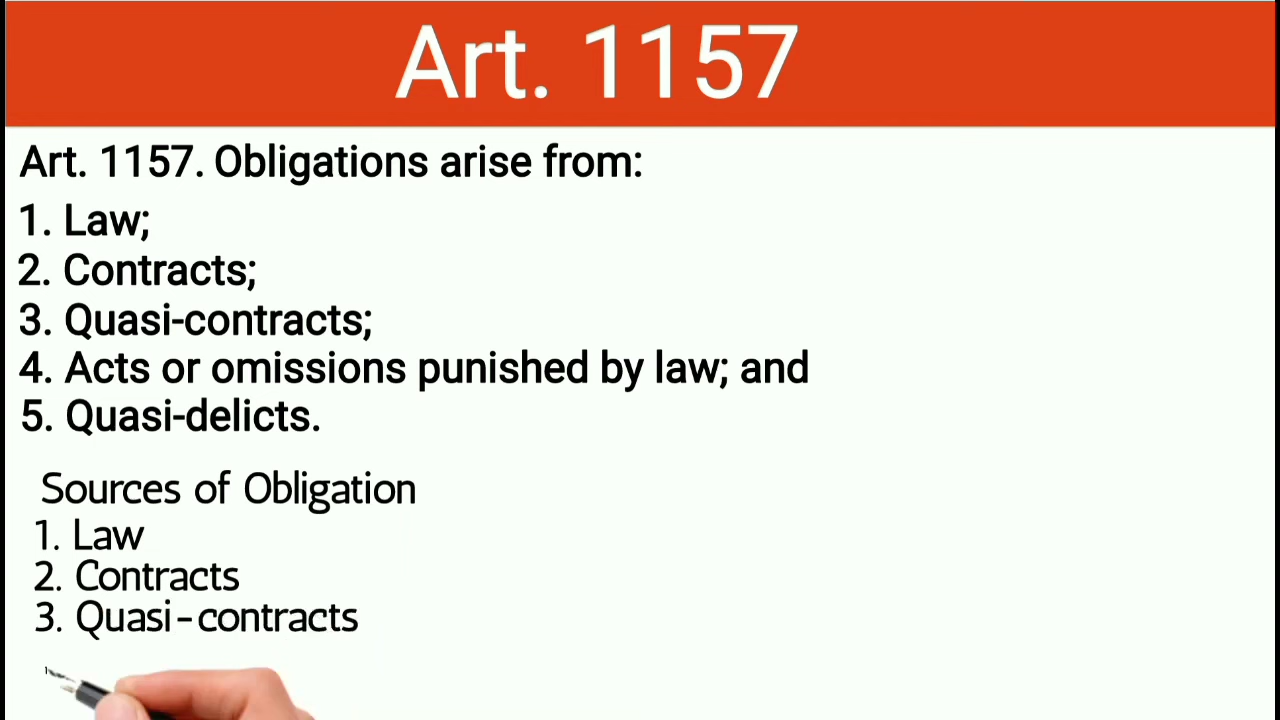 Art. 1157
Art. 1157. Obligations arise from:
1. Law;
2. Contracts;
3. Quasi-contracts;
4. Acts or omissions punished by law; and
5. Quasi-delicts.
Sources of Obligation
1. Law
2. Contracts
3. Quasi-contracts